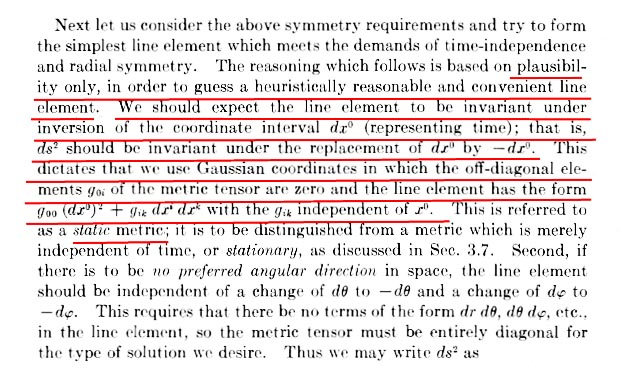 Next let us consider the above symmetry requirements and try to form
the simplest line element which meets the demands of time-independence
and radial symmetry. The reasoning which follows is based on plausibil-
ity only, in order to guess a heuristically reasonable and convenient line
element. We should expect the line element to be invariant under
inversion of the coordinate interval dx⁰ (representing time); that is,
ds² should be invariant under the replacement of dx⁰ by −dx⁰. This
dictates that we use Gaussian coordinates in which the off-diagonal ele-
ments g₀ᵢ of the metric tensor are zero and the line element has the form
g₀₀ (dx⁰)² + gᵢₖ dxⁱ dxᵏ with the gᵢₖ independent of x⁰. This is referred to
as a static metric; it is to be distinguished from a metric which is merely
independent of time, or stationary, as discussed in Sec. 3.7. Second, if
there is to be no preferred angular direction in space, the line element
should be independent of a change of dθ to −dθ and a change of dφ to
−dφ. This requires that there be no terms of the form dr dθ, dθ dφ, etc.,
in the line element, so the metric tensor must be entirely diagonal for
the type of solution we desire. Thus we may write ds² as